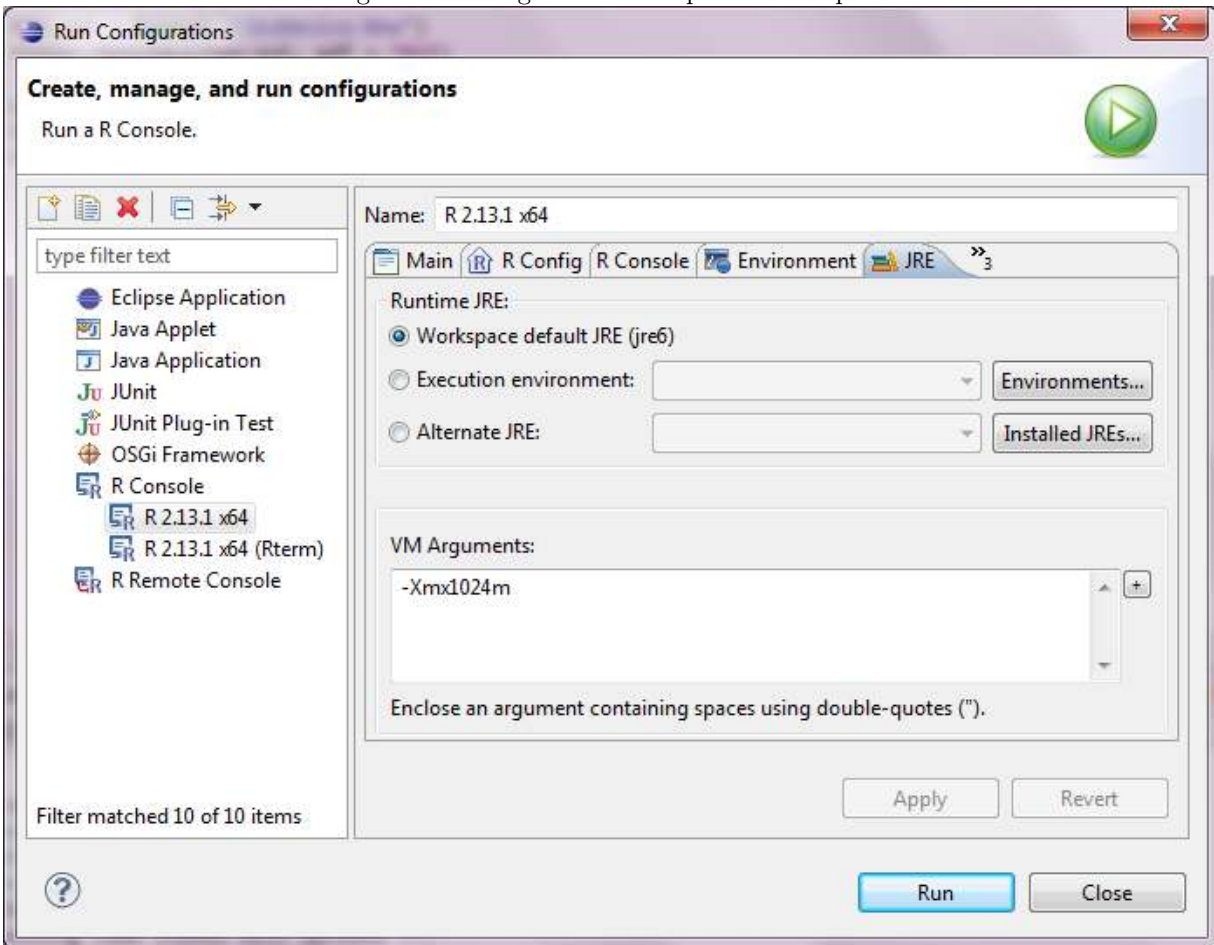 Run Configurations
Create, manage, and run configurations
Run a R Console.
type filter text
Eclipse Application
Java Applet
Java Application
JUnit
JUnit Plug-in Test
OSGi Framework
R Console
R 2.13.1 x64
R 2.13.1 x64 (Rterm)
R Remote Console
Filter matched 10 of 10 items
Name: R 2.13.1 x64
Main R Config R Console Environment JRE »3
Runtime JRE:
Workspace default JRE (jre6)
Execution environment: Environments...
Alternate JRE: Installed JREs...
VM Arguments:
-Xmx1024m
Enclose an argument containing spaces using double-quotes (").
Apply Revert
Run Close